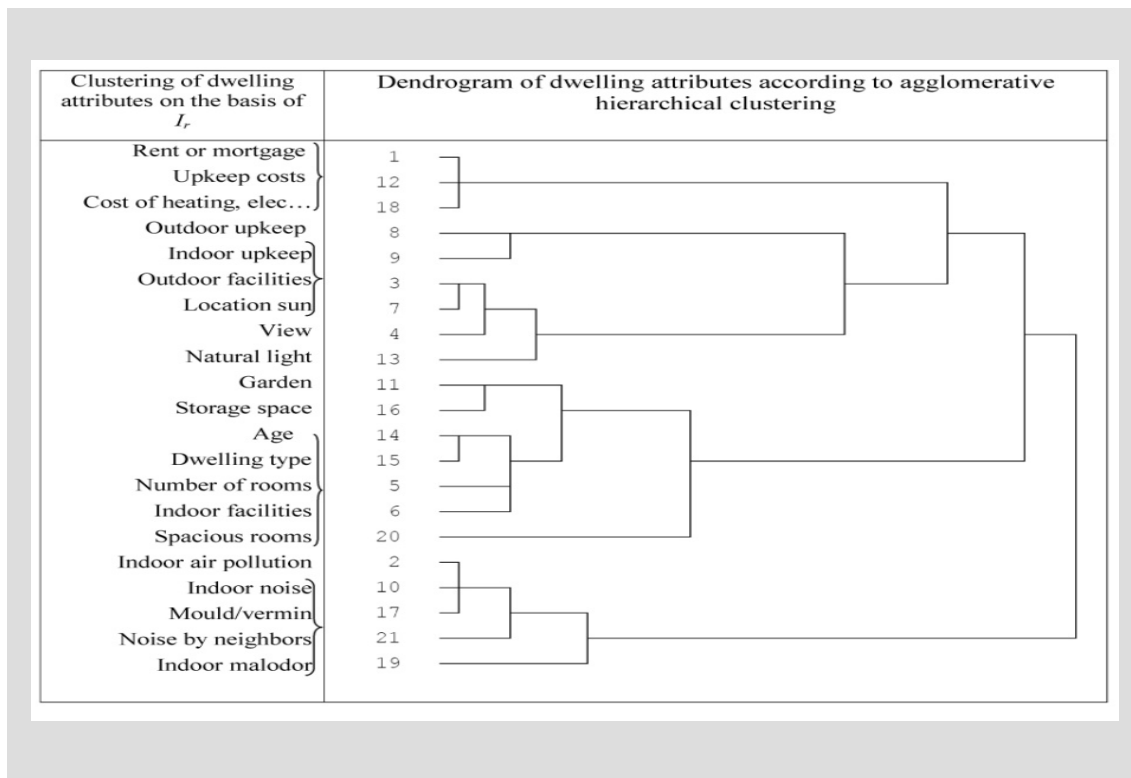 Clustering of dwelling
attributes on the basis of
Ir
Dendrogram of dwelling attributes according to agglomerative
hierarchical clustering
Rent or mortgage 1
Upkeep costs 12
Cost of heating, elec... 18
Outdoor upkeep 8
Indoor upkeep 9
Outdoor facilities 3
Location sun 7
View 4
Natural light 13
Garden 11
Storage space 16
Age 14
Dwelling type 15
Number of rooms 5
Indoor facilities 6
Spacious rooms 20
Indoor air pollution 2
Indoor noise 10
Mould/vermin 17
Noise by neighbors 21
Indoor malodor 19